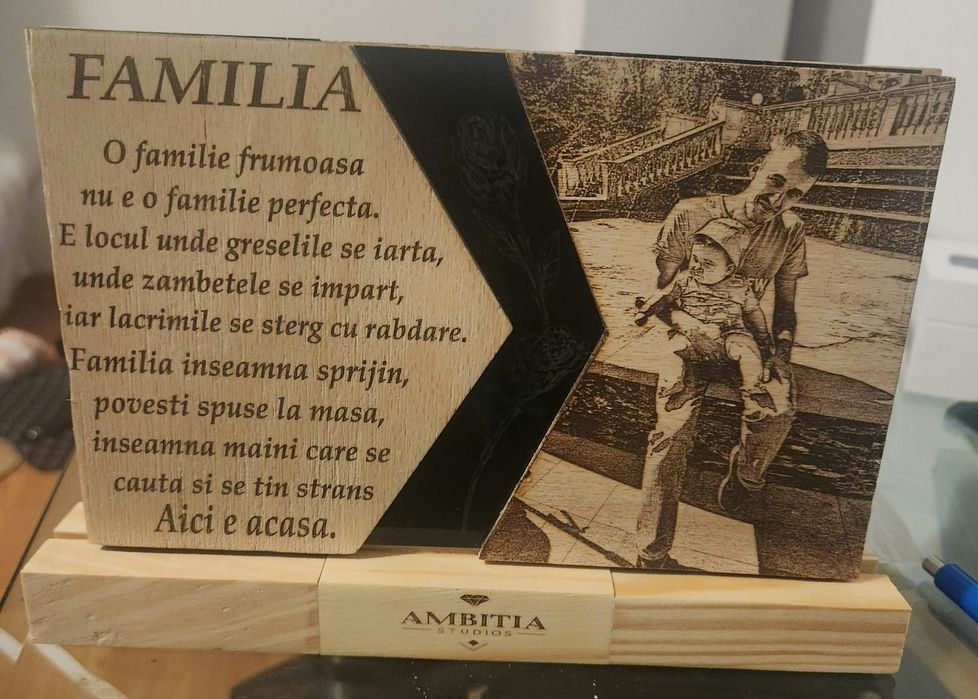 FAMILIA
O familie frumoasa
nu e o familie perfecta.
E locul unde greselile se iarta,
unde zambetele se impart,
iar lacrimile se sterg cu rabdare.
Familia inseamna sprijin,
povesti spuse la masa,
inseamna maini care se
cauta si se tin strans
Aici e acasa.
AMBITIA
STUDIOS